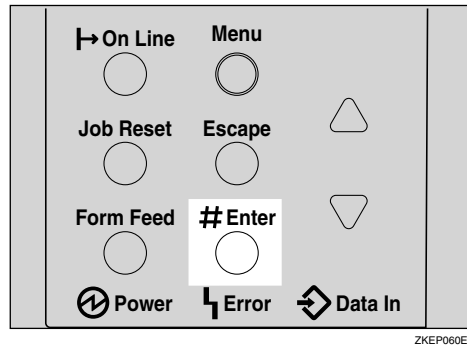 On Line Menu
Job Reset Escape
Form Feed # Enter
Power Error Data In
ZKEP060E